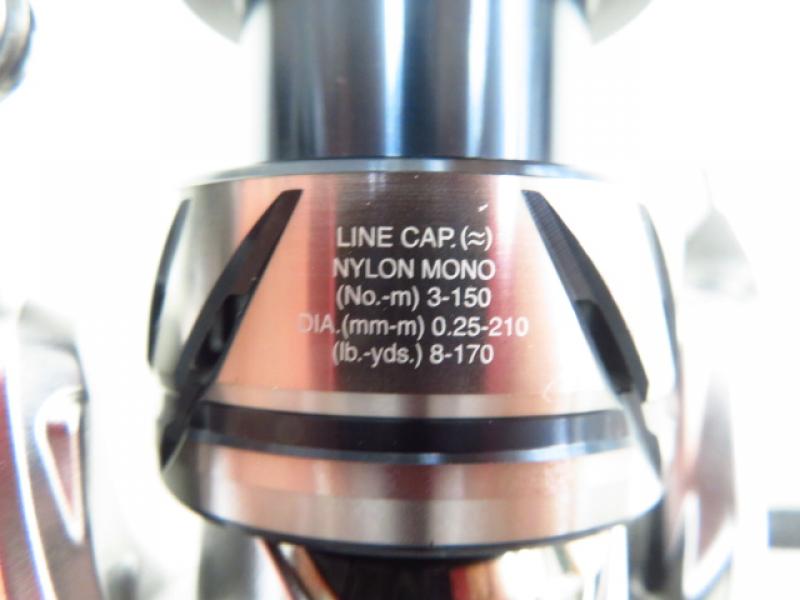 LINE CAP.(≈)
NYLON MONO
(No.-m) 3-150
DIA.(mm-m) 0.25-210
(lb.-yds.) 8-170